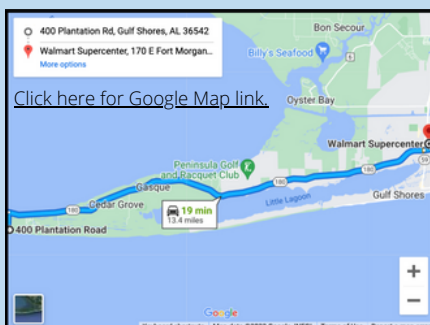 400 Plantation Rd, Gulf Shores, AL 36542
Walmart Supercenter, 170 E Fort Morgan...
More options
Click here for Google Map link.
Bon Secour
Billy's Seafood
Oyster Bay
Walmart Supercenter
59
Peninsula Golf
and Racquet Club
180
180
Gulf Shores
Gasque
Little Lagoon
Cedar Grove
180
19 min
13.4 miles
400 Plantation Road
+
−
Google